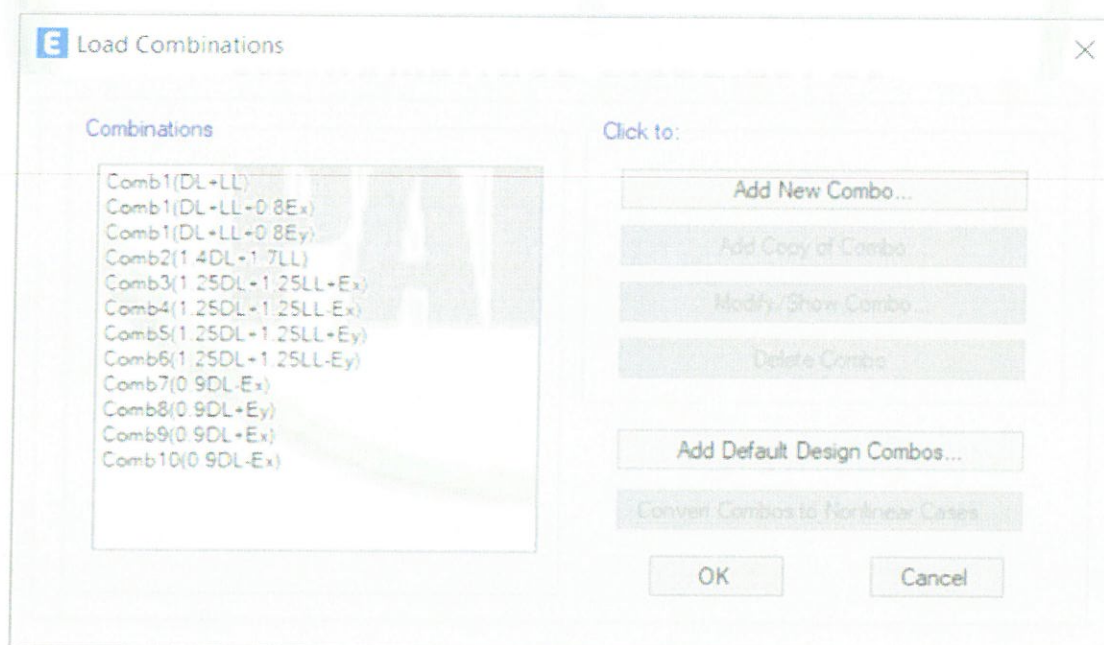 E Load Combinations
Combinations
Comb1(DL+LL)
Comb1(DL+LL+0.8Ex)
Comb1(DL+LL+0.8Ey)
Comb2(1.4DL+1.7LL)
Comb3(1.25DL+1.25LL+Ex)
Comb4(1.25DL+1.25LL-Ex)
Comb5(1.25DL+1.25LL+Ey)
Comb6(1.25DL+1.25LL-Ey)
Comb7(0.9DL-Ex)
Comb8(0.9DL+Ey)
Comb9(0.9DL+Ex)
Comb10(0.9DL-Ex)
Click to:
Add New Combo...
Add Copy of Combo
Modify/Show Combo...
Delete Combo
Add Default Design Combos...
Convert Combos to Nonlinear Cases
OK
Cancel